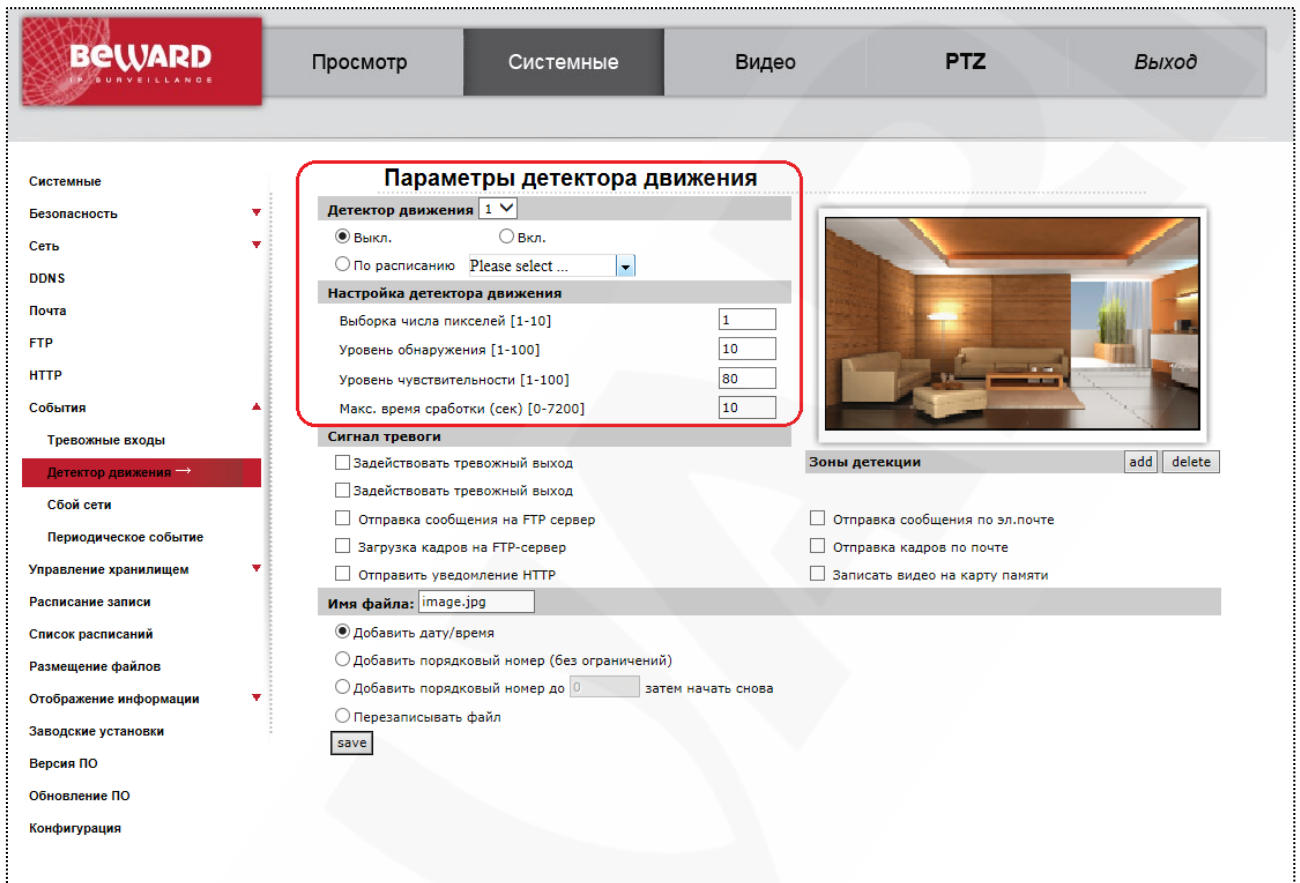 BEWARD
IP SURVEILLANCE
Просмотр
Системные
Видео
PTZ
Выход
Системные
Безопасность
Сеть
DDNS
Почта
FTP
HTTP
События
Тревожные входы
Детектор движения →
Сбой сети
Периодическое событие
Управление хранилищем
Расписание записи
Список расписаний
Размещение файлов
Отображение информации
Заводские установки
Версия ПО
Обновление ПО
Конфигурация
Параметры детектора движения
Детектор движения 1
Выкл. Вкл.
По расписанию Please select ...
Настройка детектора движения
Выборка числа пикселей [1-10] 1
Уровень обнаружения [1-100] 10
Уровень чувствительности [1-100] 80
Макс. время сработки (сек) [0-7200] 10
Сигнал тревоги
Задействовать тревожный выход
Задействовать тревожный выход
Отправка сообщения на FTP сервер
Загрузка кадров на FTP-сервер
Отправить уведомление HTTP
Зоны детекции add delete
Отправка сообщения по эл.почте
Отправка кадров по почте
Записать видео на карту памяти
Имя файла: image.jpg
Добавить дату/время
Добавить порядковый номер (без ограничений)
Добавить порядковый номер до 0 затем начать снова
Перезаписывать файл
save